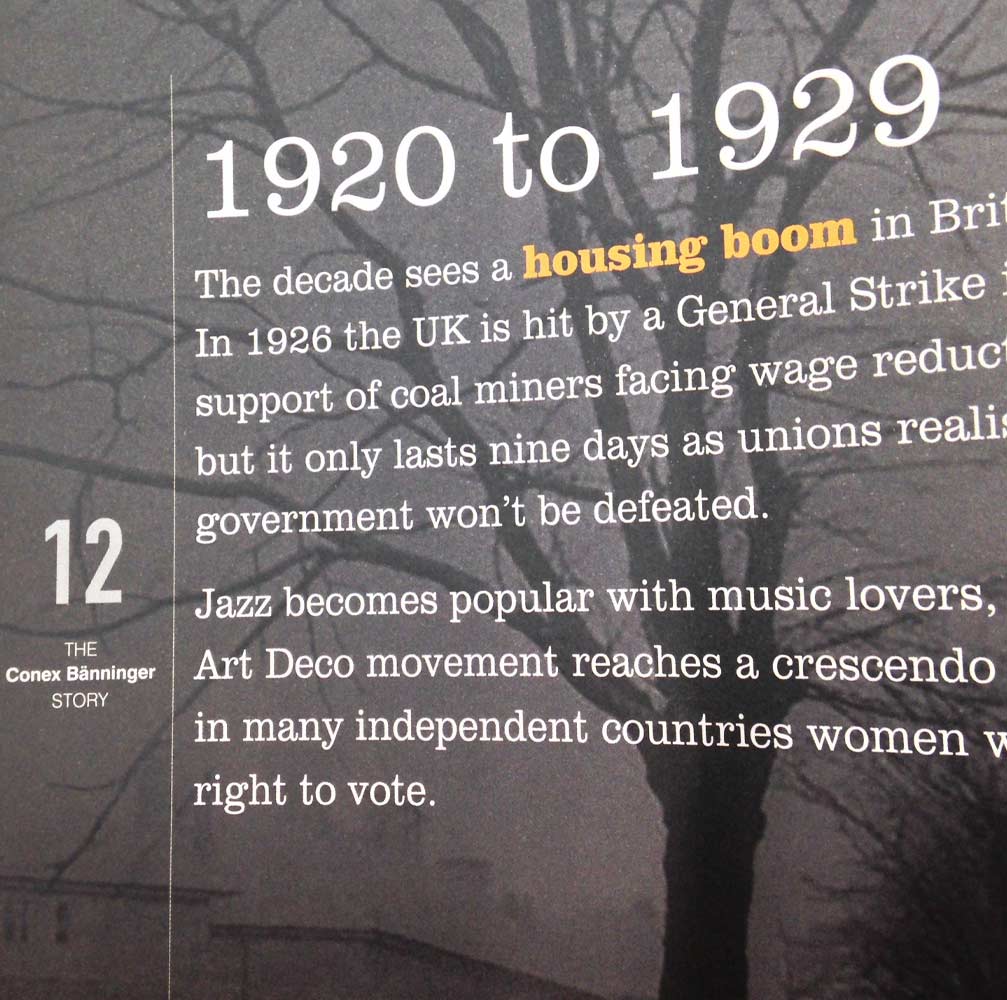 1920 to 1929
The decade sees a housing boom in Brit
In 1926 the UK is hit by a General Strike i
support of coal miners facing wage reduct
but it only lasts nine days as unions realis
government won't be defeated.
Jazz becomes popular with music lovers,
Art Deco movement reaches a crescendo
in many independent countries women w
right to vote.
12
THE
Conex Bänninger
STORY